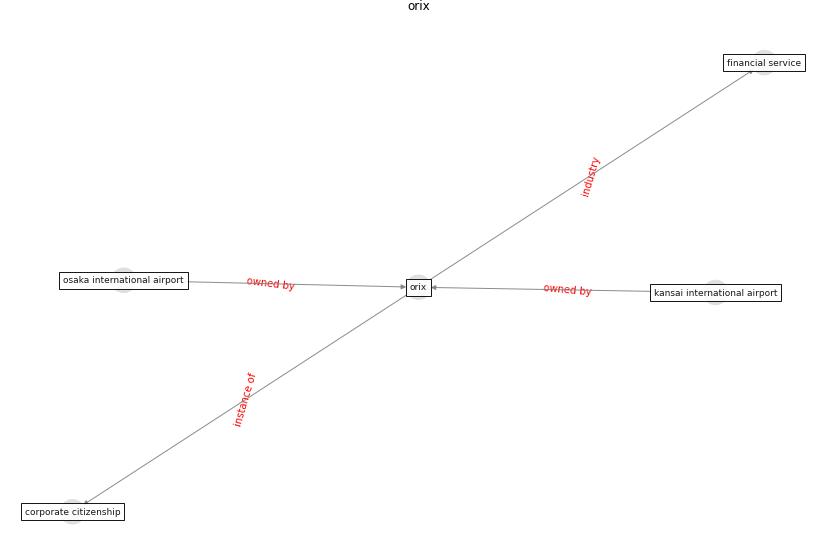 orix
financial service
industry
osaka international airport
owned by
orix
owned by
kansai international airport
instance of
corporate citizenship